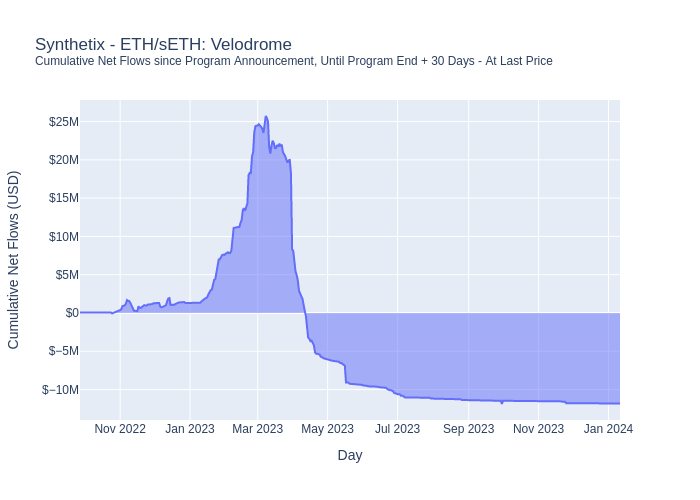 Synthetix - ETH/sETH: Velodrome
Cumulative Net Flows since Program Announcement, Until Program End + 30 Days - At Last Price
Cumulative Net Flows (USD)
$25M
$20M
$15M
$10M
$5M
$0
$−5M
$−10M
Nov 2022 Jan 2023 Mar 2023 May 2023 Jul 2023 Sep 2023 Nov 2023 Jan 2024
Day